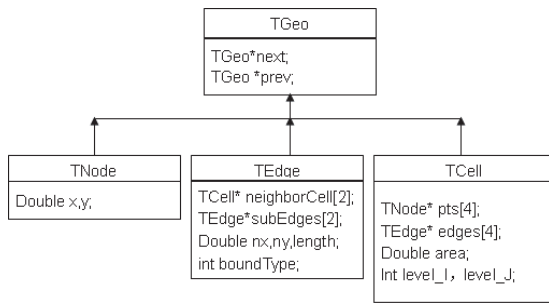 TGeo
TGeo*next;
TGeo *prev;
TNode
Double x,y;
TEdge
TCell* neighborCell[2];
TEdge*subEdges[2];
Double nx,ny,length;
int boundType;
TCell
TNode* pts[4];
TEdge* edges[4];
Double area;
Int level_I，level_J;